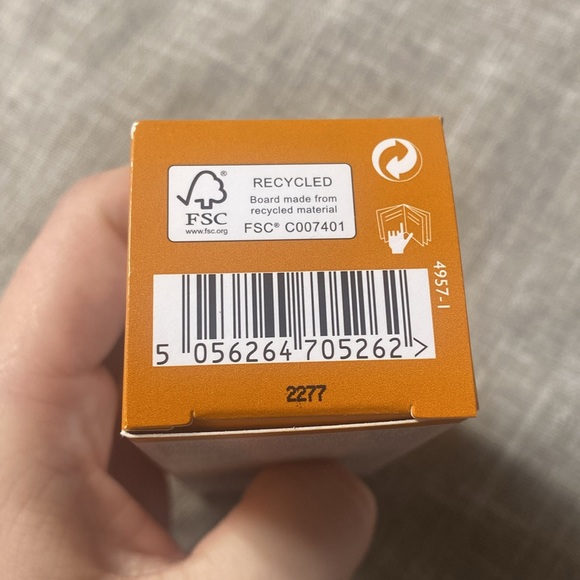 FSC®
www.fsc.org
RECYCLED
Board made from
recycled material
FSC® C007401
4957-I
5 056264 705262 >
2277